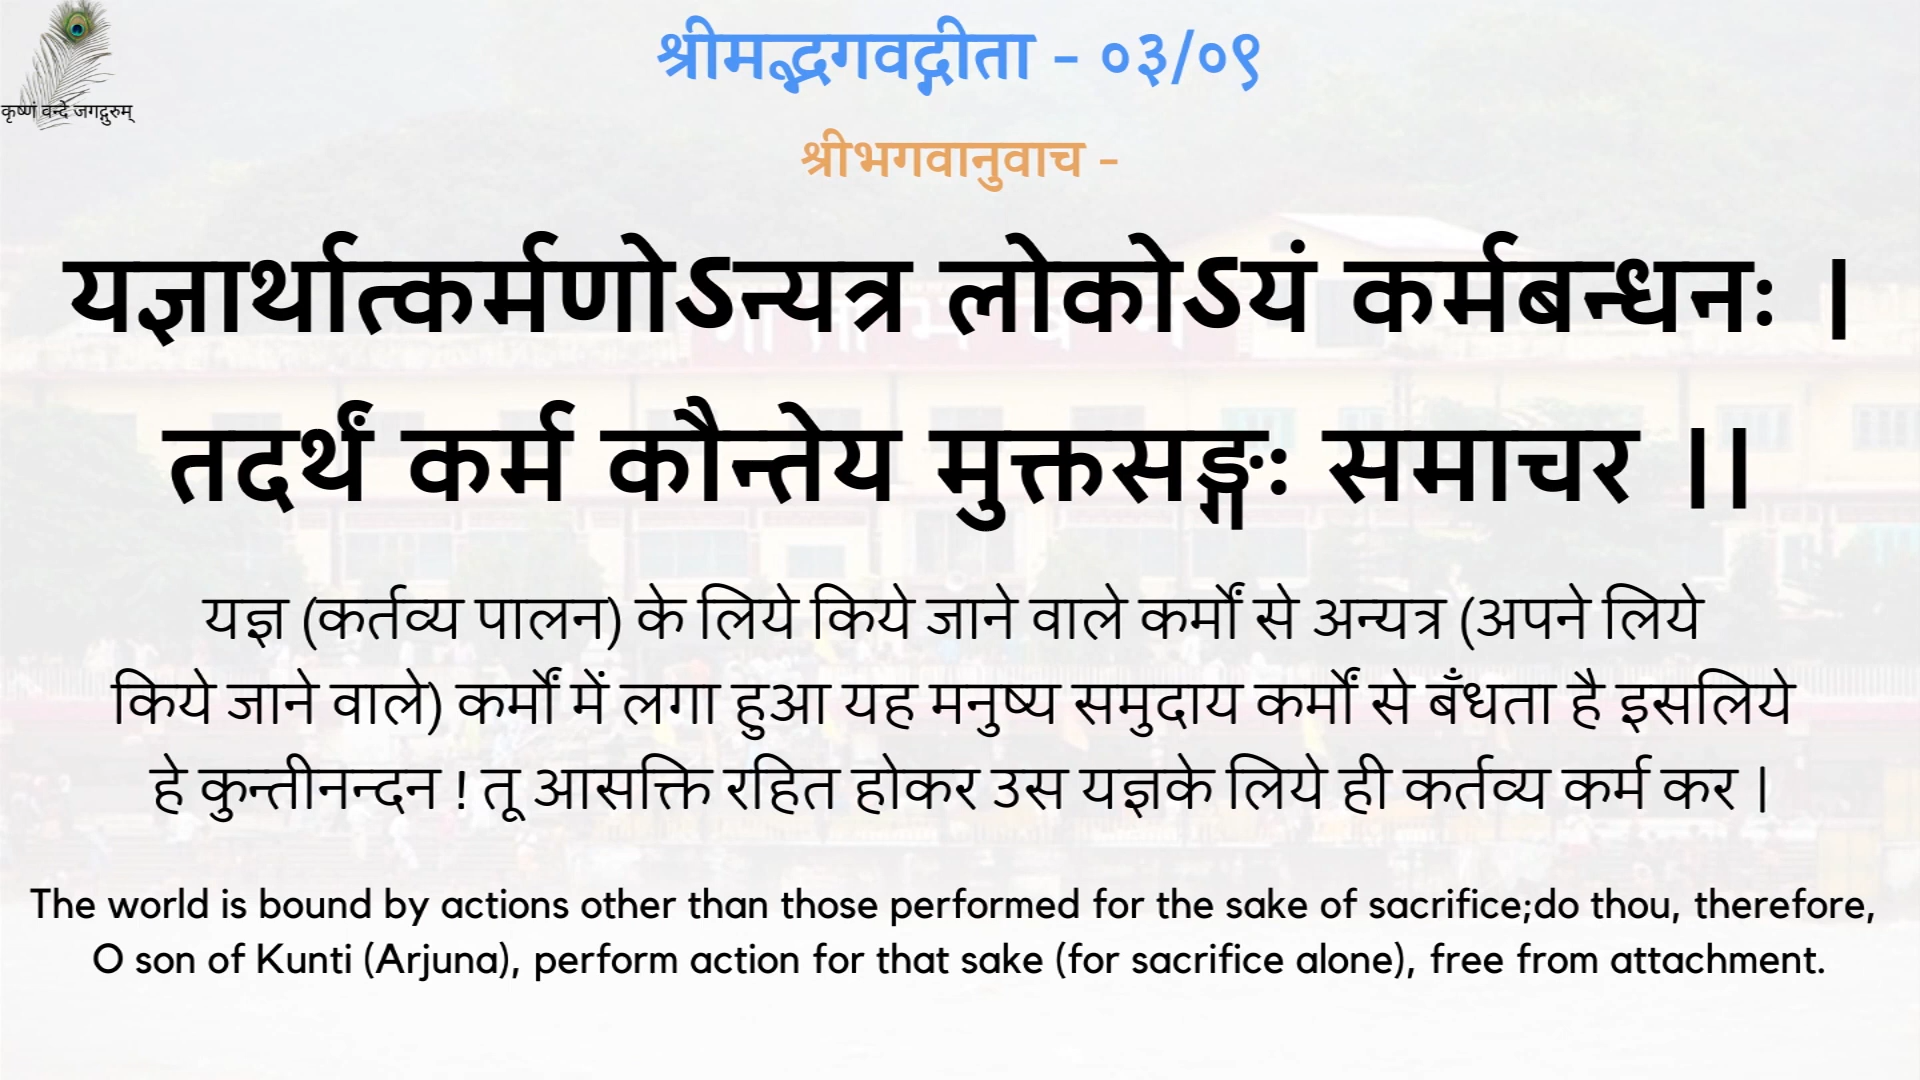 कृष्णं वन्दे जगद्गुरुम्
श्रीमद्भगवद्गीता - ०३/०९
श्रीभगवानुवाच -
यज्ञार्थात्कर्मणोऽन्यत्र लोकोऽयं कर्मबन्धनः ।
तदर्थं कर्म कौन्तेय मुक्तसङ्गः समाचर ।।
यज्ञ (कर्तव्य पालन) के लिये किये जाने वाले कर्मों से अन्यत्र (अपने लिये
किये जाने वाले) कर्मों में लगा हुआ यह मनुष्य समुदाय कर्मों से बँधता है इसलिये
हे कुन्तीनन्दन ! तू आसक्ति रहित होकर उस यज्ञके लिये ही कर्तव्य कर्म कर |
The world is bound by actions other than those performed for the sake of sacrifice;do thou, therefore,
O son of Kunti (Arjuna), perform action for that sake (for sacrifice alone), free from attachment.